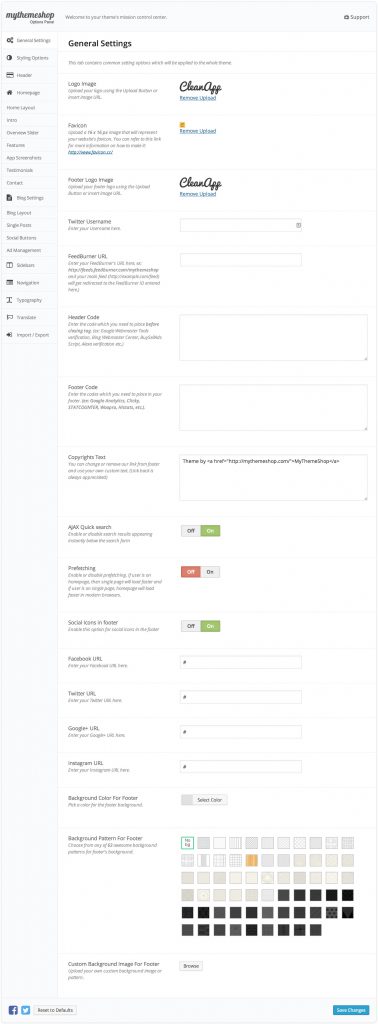 mythemeshop
Options Panel
Welcome to your theme's mission control center.
Support
General Settings
Styling Options
Header
Homepage
Home Layout
Intro
Overview Slider
Features
App Screenshots
Testimonials
Contact
Blog Settings
Blog Layout
Single Posts
Social Buttons
Ad Management
Sidebars
Navigation
Typography
Translate
Import / Export
General Settings
This tab contains common setting options which will be applied to the whole theme.
Logo Image
Upload your logo using the Upload Button or insert image URL.
CleanApp
Remove Upload
Favicon
Upload a 16 x 16 px image that will represent your website's favicon. You can refer to this link for more information on how to make it:
http://www.favicon.cc/
Remove Upload
Footer Logo Image
Upload your footer logo using the Upload Button or insert image URL.
CleanApp
Remove Upload
Twitter Username
Enter your Username here.
FeedBurner URL
Enter your FeedBurner's URL here, ex: http://feeds.feedburner.com/mythemeshop and your main feed (http://example.com/feed) will get redirected to the FeedBurner ID entered here.)
Header Code
Enter the code which you need to place before closing tag. (ex: Google Webmaster Tools verification, Bing Webmaster Center, BuySellAds Script, Alexa verification etc.)
Footer Code
Enter the codes which you need to place in your footer. (ex: Google Analytics, Clicky, STATCOUNTER, Woopra, Histats, etc.).
Copyrights Text
You can change or remove our link from footer and use your own custom text. (Link back is always appreciated)
Theme by <a href="http://mythemeshop.com/">MyThemeShop</a>
AJAX Quick search
Enable or disable search results appearing instantly below the search form
Off On
Prefetching
Enable or disable prefetching. If user is on homepage, then single page will load faster and if user is on single page, homepage will load faster in modern browsers.
Off On
Social Icons in footer
Enable this option for social icons in the footer
Off On
Facebook URL
Enter your Facebook URL here.
#
Twitter URL
Enter your Twitter URL here.
#
Google+ URL
Enter your Google+ URL here.
#
Instagram URL
Enter your Instagram URL here.
#
Background Color For Footer
Pick a color for the footer background.
Select Color
Background Pattern For Footer
Choose from any of 63 awesome background patterns for footer's background.
No bg
Custom Background Image For Footer
Upload your own custom background image or pattern.
Browse
Reset to Defaults
Save Changes